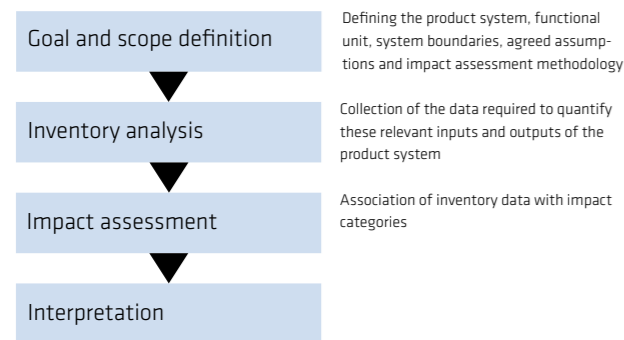 Goal and scope definition
Defining the product system, functional
unit, system boundaries, agreed assump-
tions and impact assessment methodology
Inventory analysis
Collection of the data required to quantify
these relevant inputs and outputs of the
product system
Impact assessment
Association of inventory data with impact
categories
Interpretation